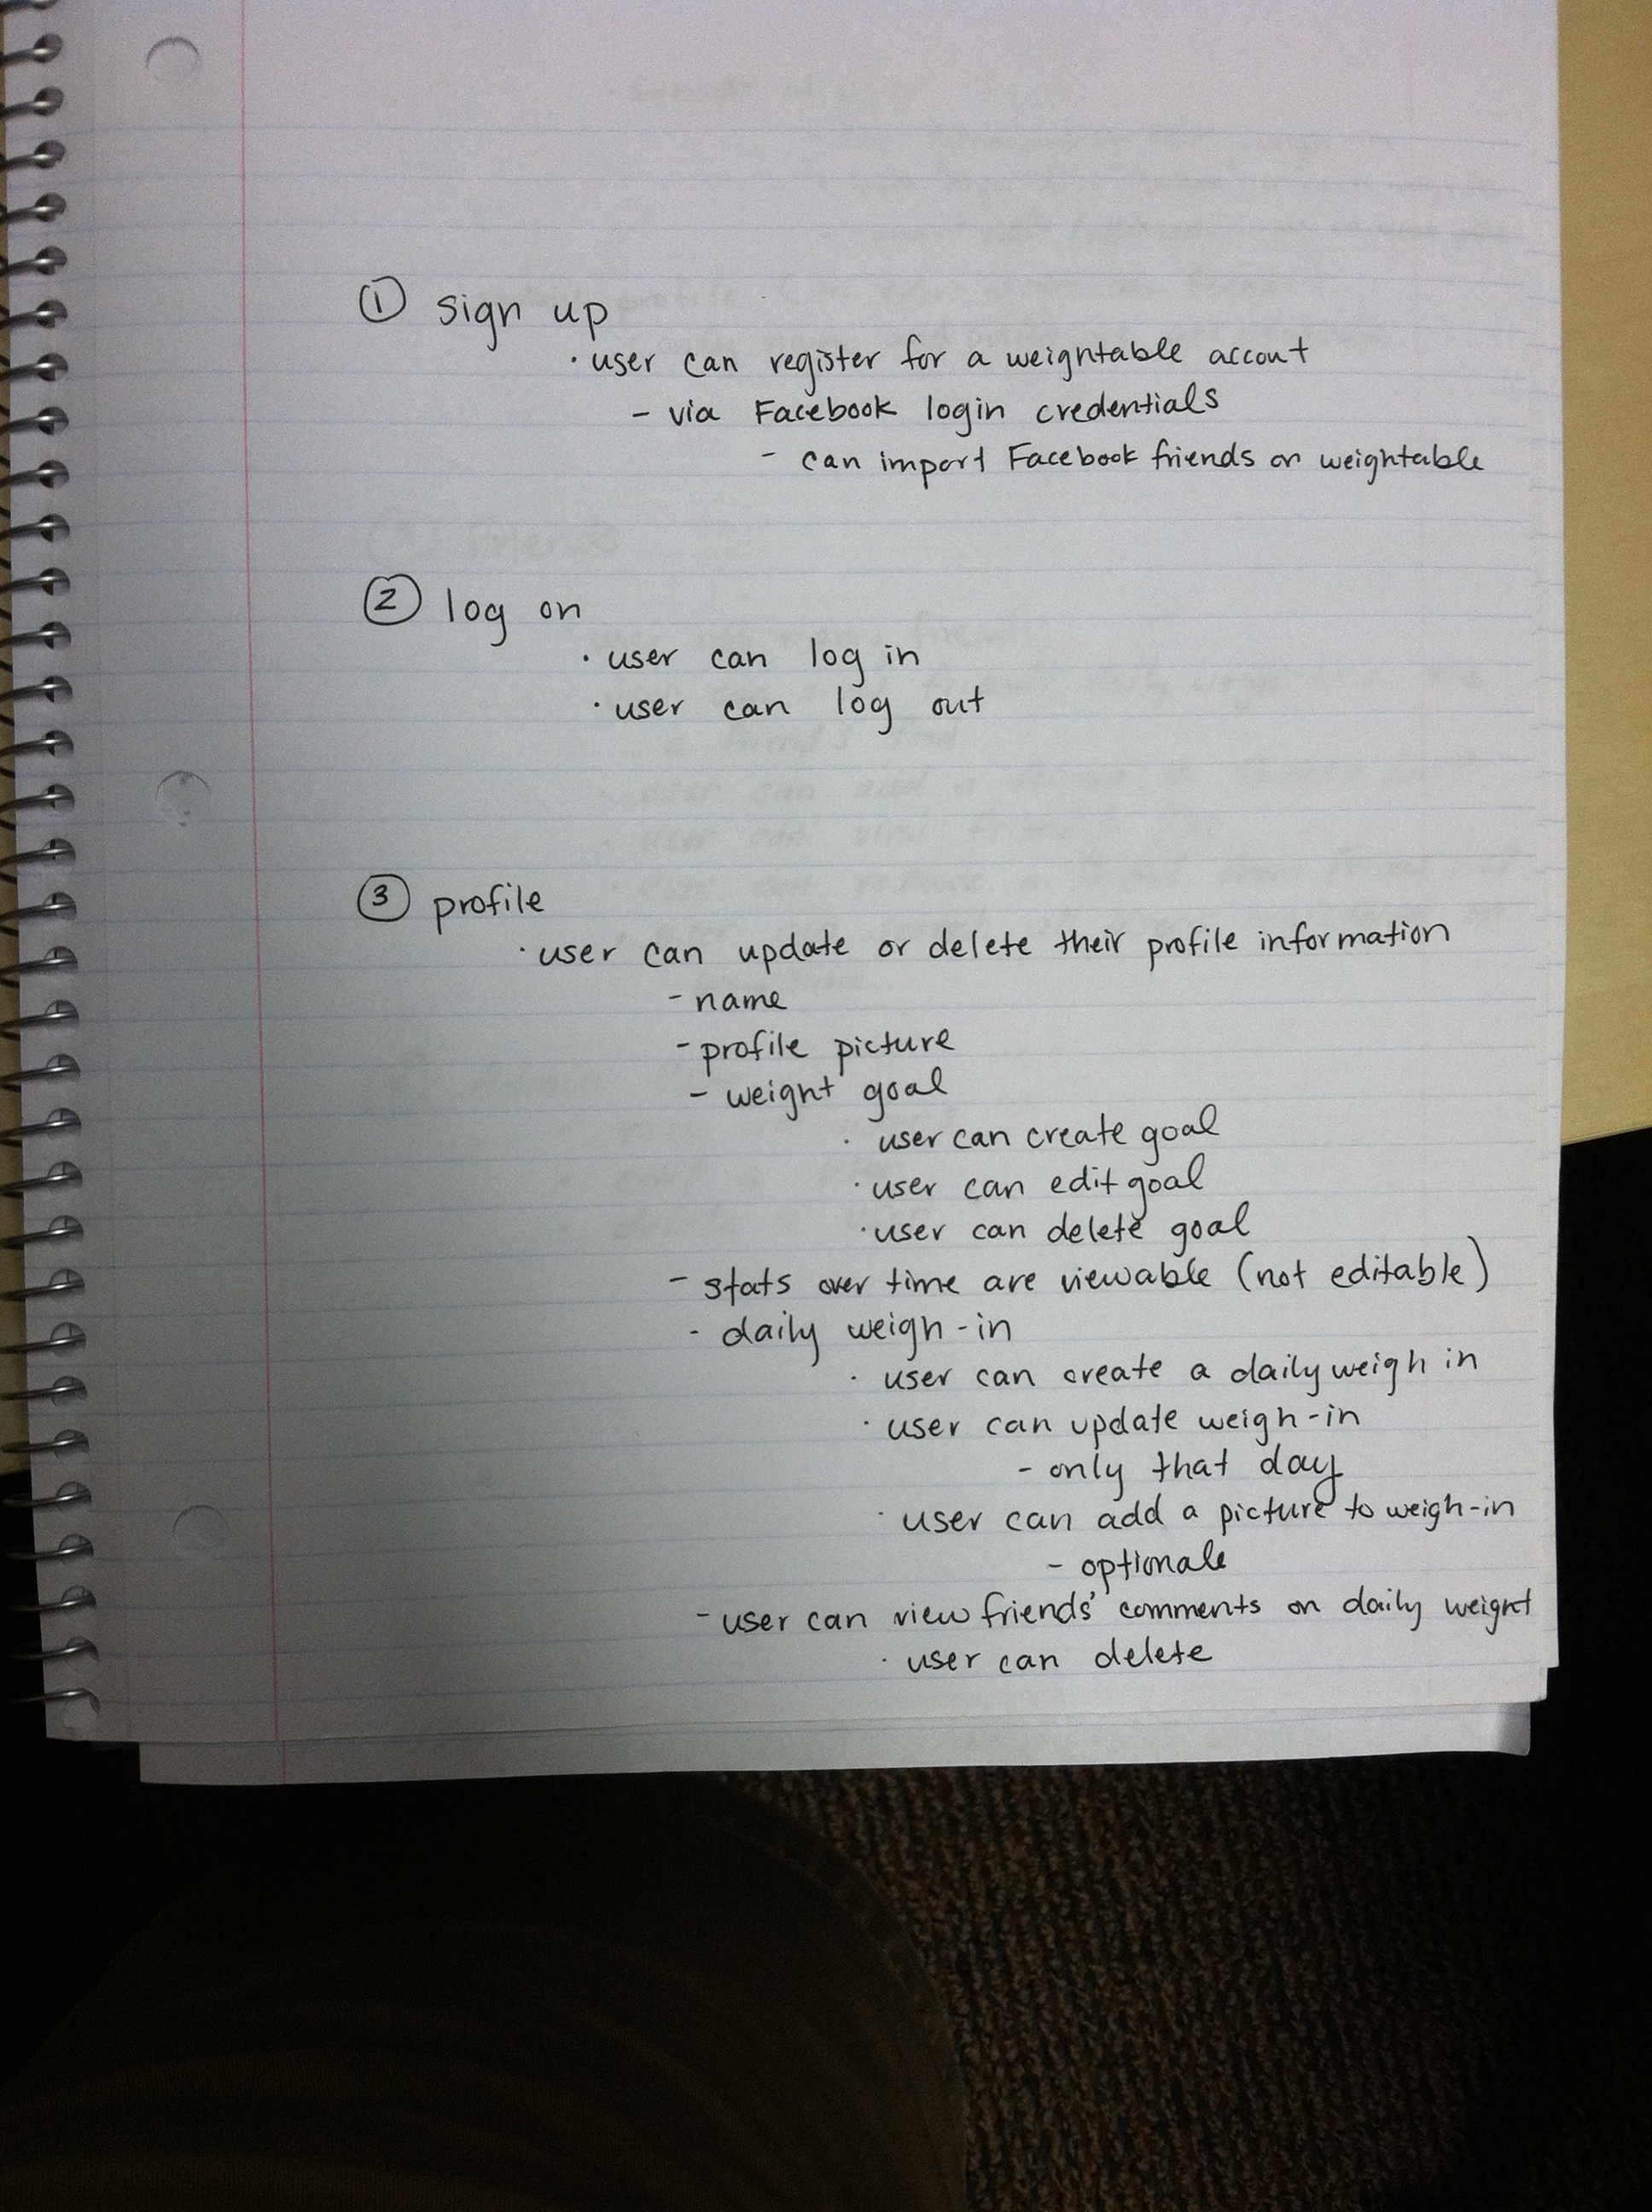 ① sign up
· user can register for a weightable accout
- via Facebook login credentials
- can import Facebook friends on weightable
② log on
· user can log in
· user can log out
③ profile
· user can update or delete their profile information
- name
- profile picture
- weight goal
· user can create goal
· user can edit goal
· user can delete goal
- stats over time are viewable (not editable)
- daily weigh-in
· user can create a daily weigh in
· user can update weigh-in
- only that day
· user can add a picture to weigh-in
- optionale
- user can view friends' comments on daily weight
· user can delete